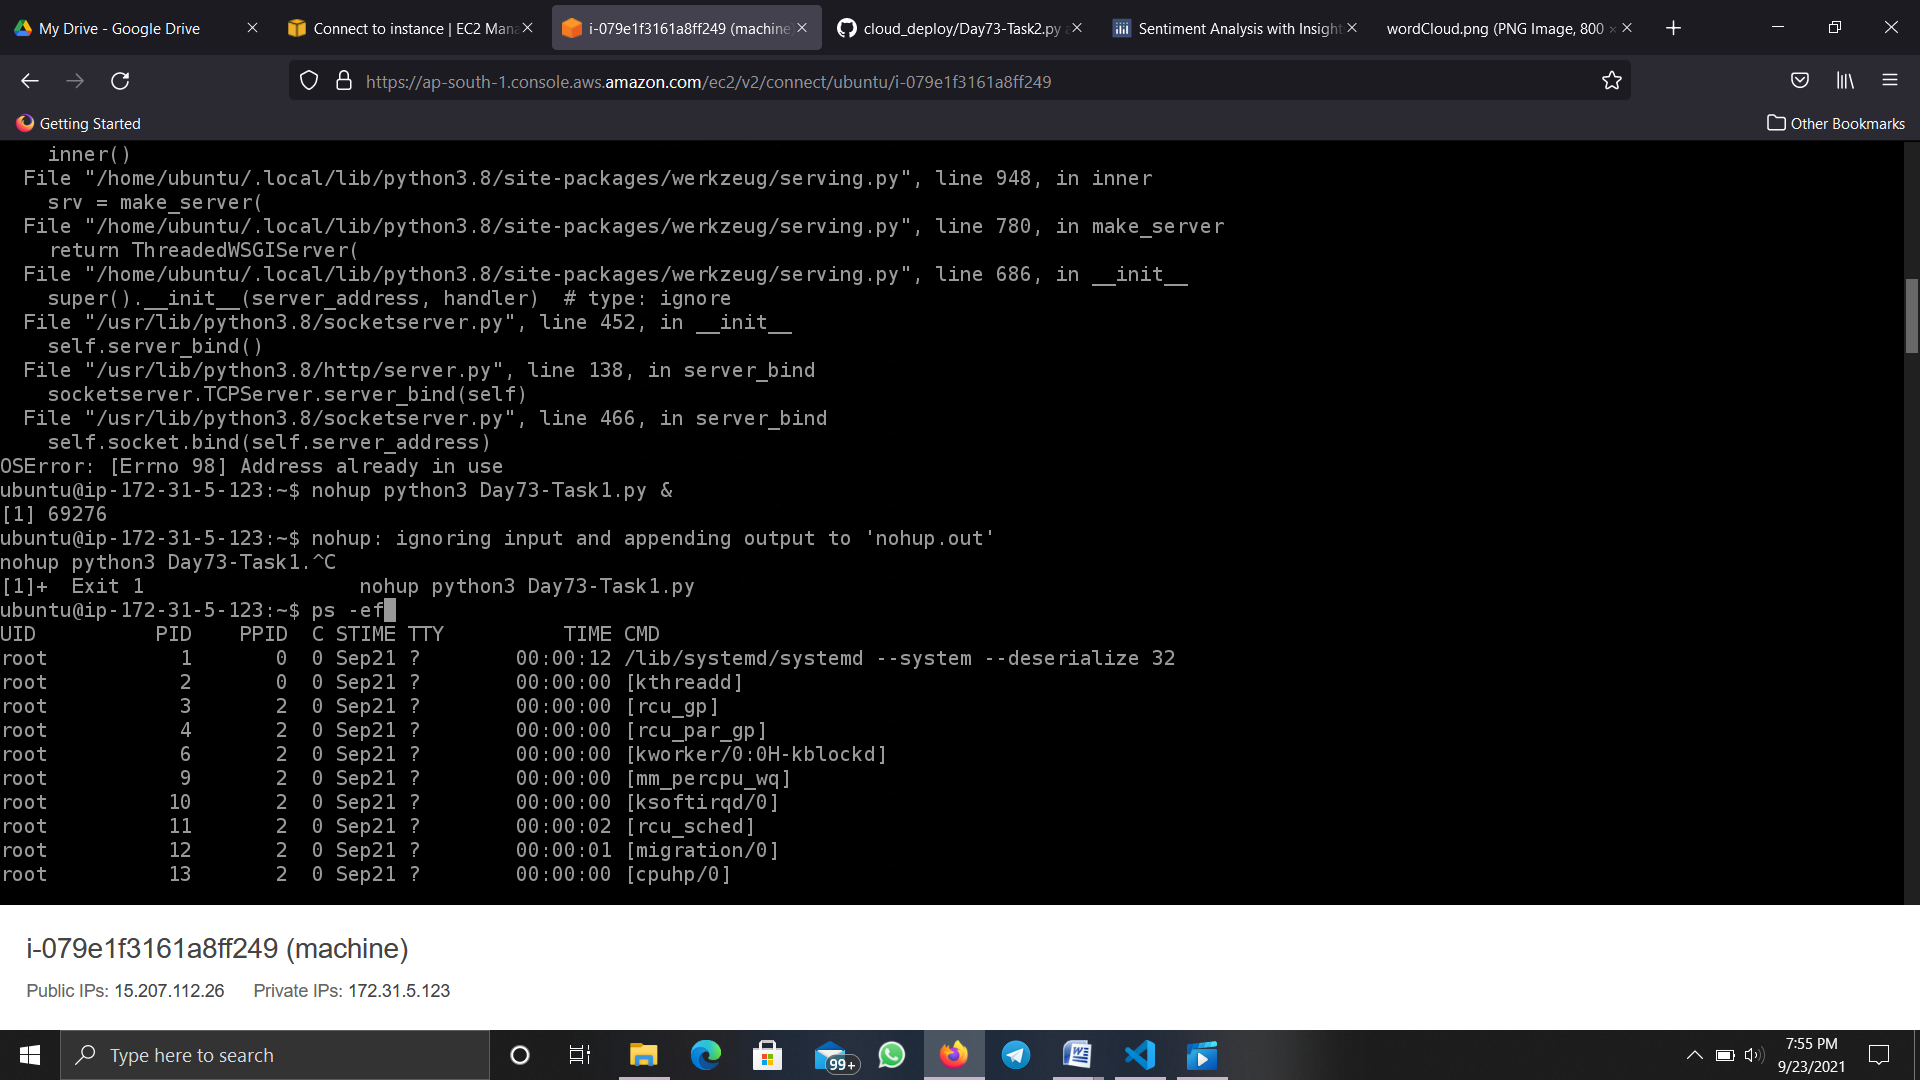 My Drive - Google Drive
Connect to instance | EC2 Mana
i-079e1f3161a8ff249 (machine)
cloud_deploy/Day73-Task2.py a
Sentiment Analysis with Insight
wordCloud.png (PNG Image, 800 ×
https://ap-south-1.console.aws.amazon.com/ec2/v2/connect/ubuntu/i-079e1f3161a8ff249
Getting Started
Other Bookmarks
inner()
File "/home/ubuntu/.local/lib/python3.8/site-packages/werkzeug/serving.py", line 948, in inner
srv = make_server(
File "/home/ubuntu/.local/lib/python3.8/site-packages/werkzeug/serving.py", line 780, in make_server
return ThreadedWSGIServer(
File "/home/ubuntu/.local/lib/python3.8/site-packages/werkzeug/serving.py", line 686, in __init__
super().__init__(server_address, handler)  # type: ignore
File "/usr/lib/python3.8/socketserver.py", line 452, in __init__
self.server_bind()
File "/usr/lib/python3.8/http/server.py", line 138, in server_bind
socketserver.TCPServer.server_bind(self)
File "/usr/lib/python3.8/socketserver.py", line 466, in server_bind
self.socket.bind(self.server_address)
OSError: [Errno 98] Address already in use
ubuntu@ip-172-31-5-123:~$ nohup python3 Day73-Task1.py &
[1] 69276
ubuntu@ip-172-31-5-123:~$ nohup: ignoring input and appending output to 'nohup.out'
nohup python3 Day73-Task1.^C
[1]+  Exit 1                  nohup python3 Day73-Task1.py
ubuntu@ip-172-31-5-123:~$ ps -ef
UID          PID    PPID  C STIME TTY          TIME CMD
root           1       0  0 Sep21 ?        00:00:12 /lib/systemd/systemd --system --deserialize 32
root           2       0  0 Sep21 ?        00:00:00 [kthreadd]
root           3       2  0 Sep21 ?        00:00:00 [rcu_gp]
root           4       2  0 Sep21 ?        00:00:00 [rcu_par_gp]
root           6       2  0 Sep21 ?        00:00:00 [kworker/0:0H-kblockd]
root           9       2  0 Sep21 ?        00:00:00 [mm_percpu_wq]
root          10       2  0 Sep21 ?        00:00:00 [ksoftirqd/0]
root          11       2  0 Sep21 ?        00:00:02 [rcu_sched]
root          12       2  0 Sep21 ?        00:00:01 [migration/0]
root          13       2  0 Sep21 ?        00:00:00 [cpuhp/0]
i-079e1f3161a8ff249 (machine)
Public IPs: 15.207.112.26 Private IPs: 172.31.5.123
Type here to search
99+
7:55 PM
9/23/2021